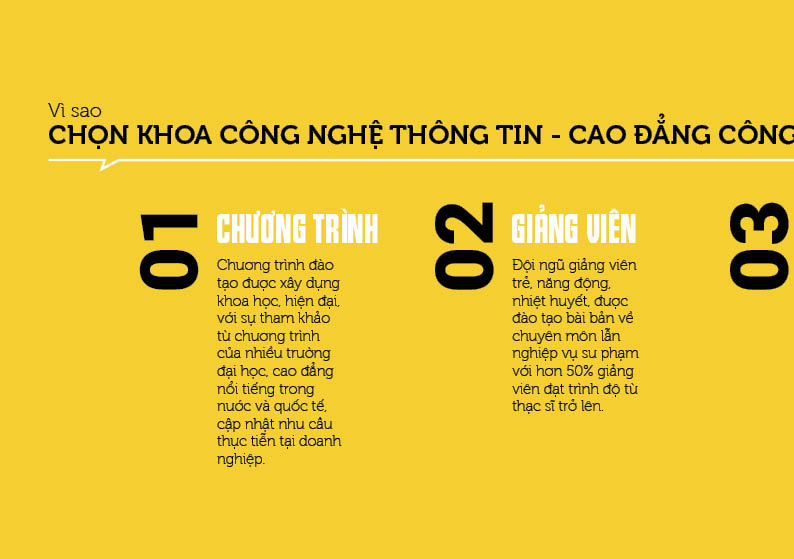 Vì sao
CHỌN KHOA CÔNG NGHỆ THÔNG TIN - CAO ĐẲNG CÔNG
01
CHƯƠNG TRÌNH
Chương trình đào
tạo được xây dựng
khoa học, hiện đại,
với sự tham khảo
từ chương trình
của nhiều trường
đại học, cao đẳng
nổi tiếng trong
nước và quốc tế,
cập nhật nhu cầu
thực tiễn tại doanh
nghiệp.
02
GIẢNG VIÊN
Đội ngũ giảng viên
trẻ, năng động,
nhiệt huyết, được
đào tạo bài bản về
chuyên môn lẫn
nghiệp vụ sư phạm
với hơn 50% giảng
viên đạt trình độ từ
thạc sĩ trở lên.
03